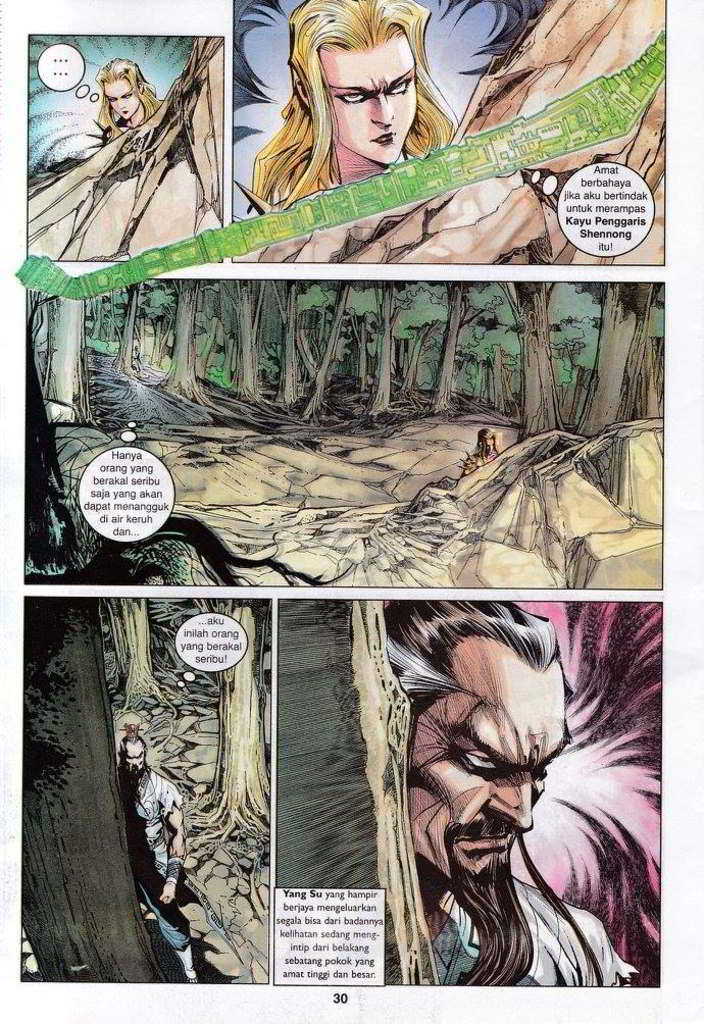 ... ...
Amat
berbahaya
jika aku bertindak
untuk merampas
Kayu Penggaris
Shennong
itu!
Hanya
orang yang
berakal seribu
saja yang akan
dapat menangguk
di air keruh
dan...
...aku
inilah orang
yang berakal
seribu!
Yang Su yang hampir
berjaya mengeluarkan
segala bisa dari badannya
kelihatan sedang meng-
intip dari belakang
sebatang pokok yang
amat tinggi dan besar.
30